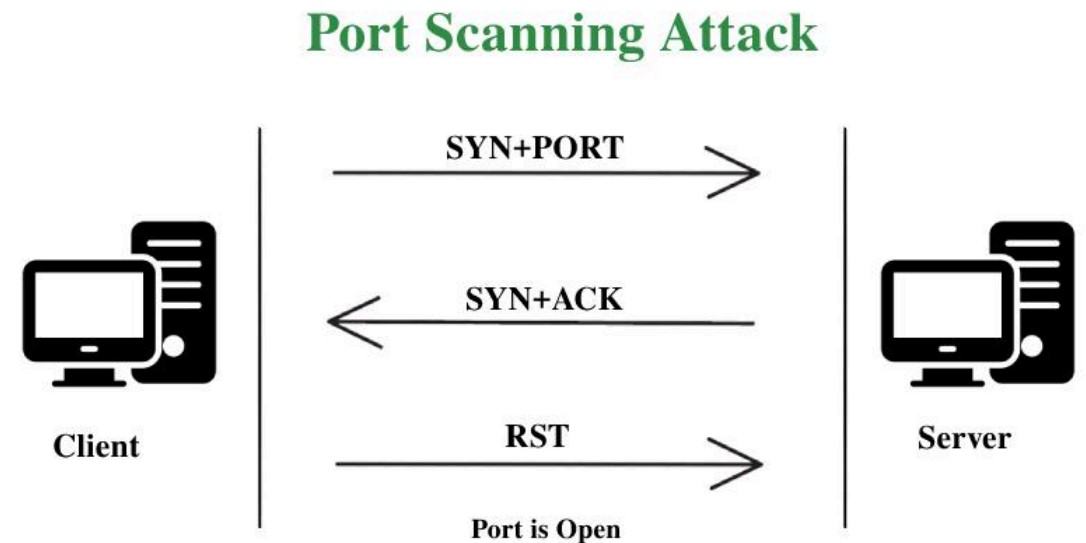 Port Scanning Attack
SYN+PORT
SYN+ACK
RST
Client
Server
Port is Open